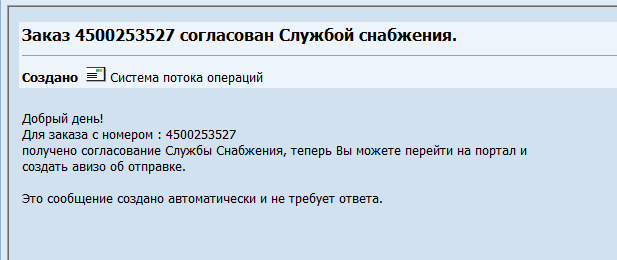 Заказ 4500253527 согласован Службой снабжения.
Создано Система потока операций
Добрый день!
Для заказа с номером : 4500253527
получено согласование Службы Снабжения, теперь Вы можете перейти на портал и
создать авизо об отправке.
Это сообщение создано автоматически и не требует ответа.